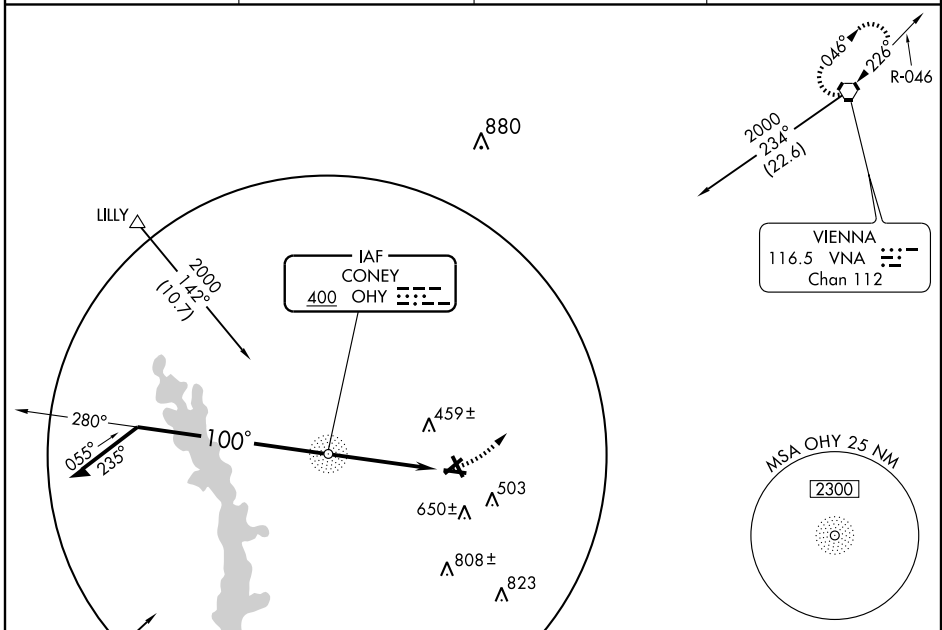 046°
226°
R-046
880
2000
234°
(22.6)
LILLY
2000
142°
(10.7)
IAF
CONEY
400 OHY
VIENNA
116.5 VNA
Chan 112
280°
055°
235°
100°
459±
503
650±
808±
823
MSA OHY 25 NM
2300